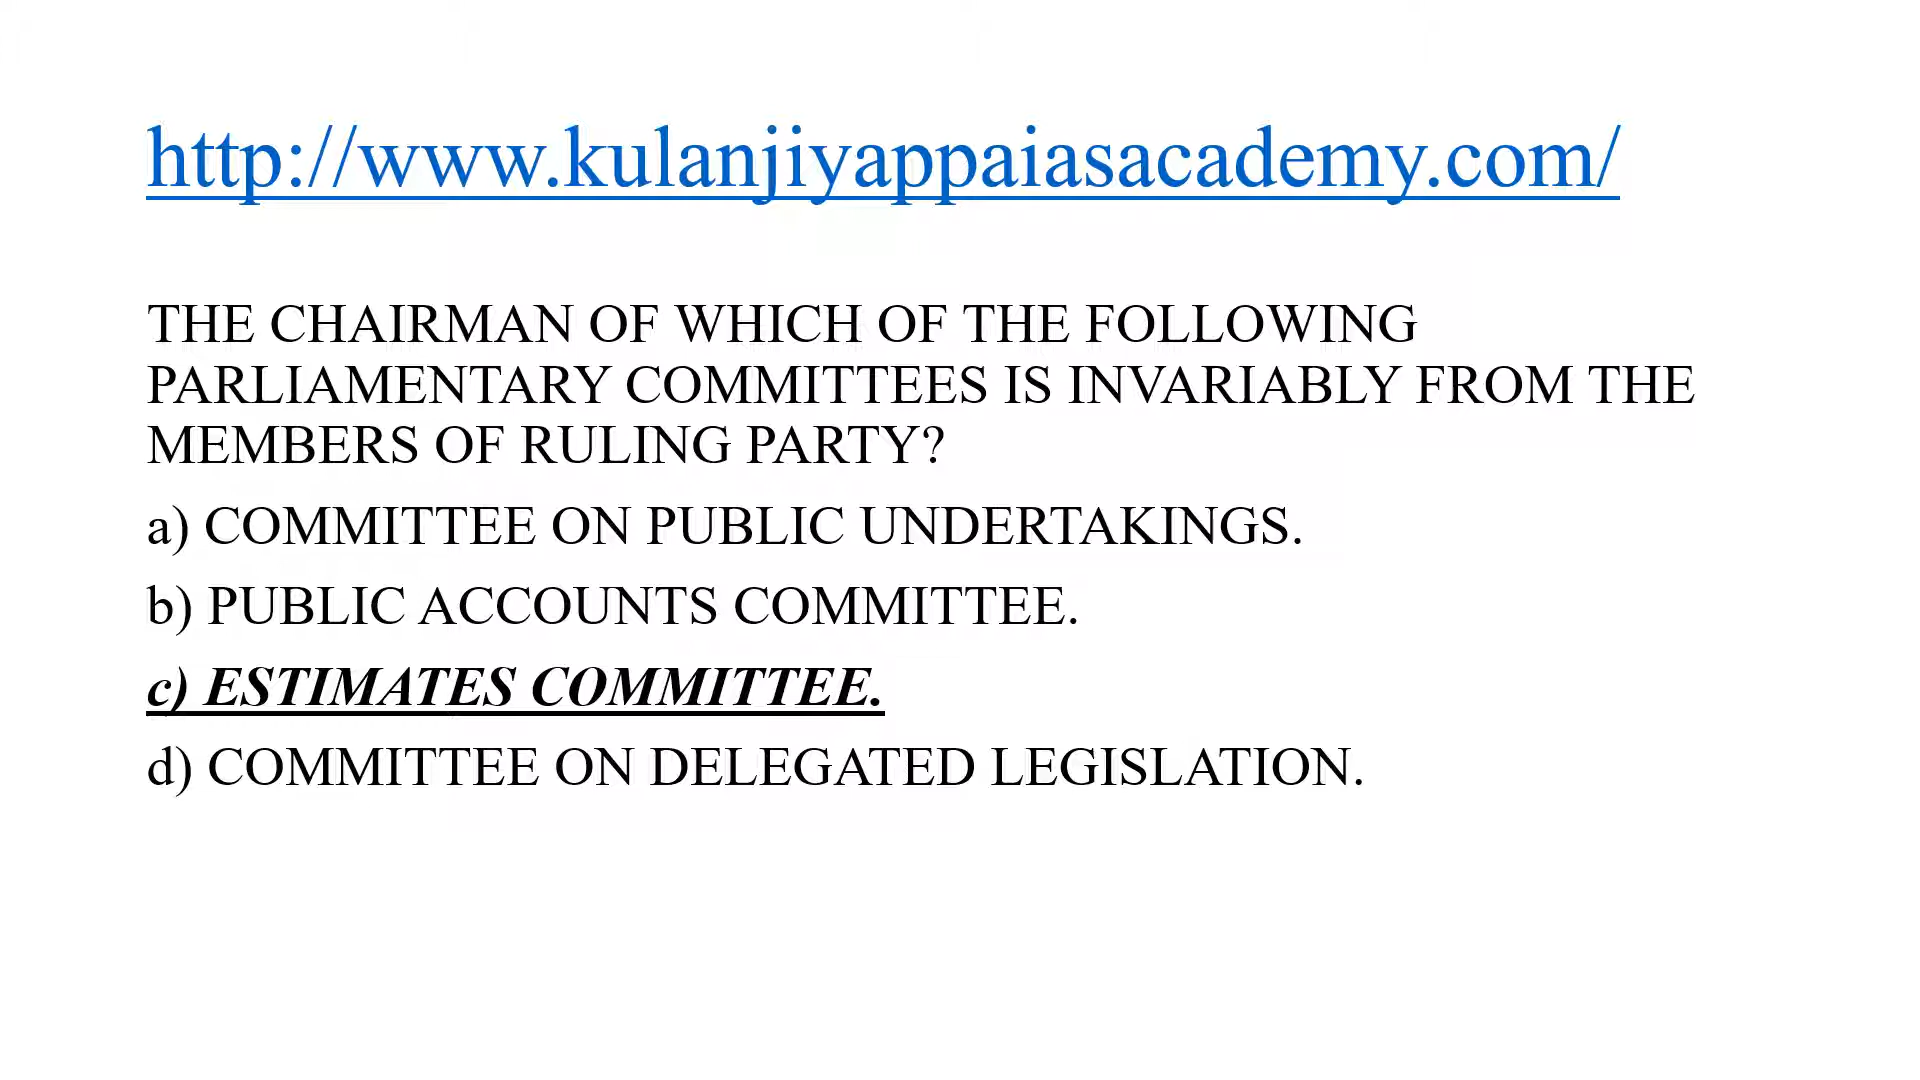 http://www.kulanjiyappaiasacademy.com/
THE CHAIRMAN OF WHICH OF THE FOLLOWING
PARLIAMENTARY COMMITTEES IS INVARIABLY FROM THE
MEMBERS OF RULING PARTY?
a) COMMITTEE ON PUBLIC UNDERTAKINGS.
b) PUBLIC ACCOUNTS COMMITTEE.
c) ESTIMATES COMMITTEE.
d) COMMITTEE ON DELEGATED LEGISLATION.